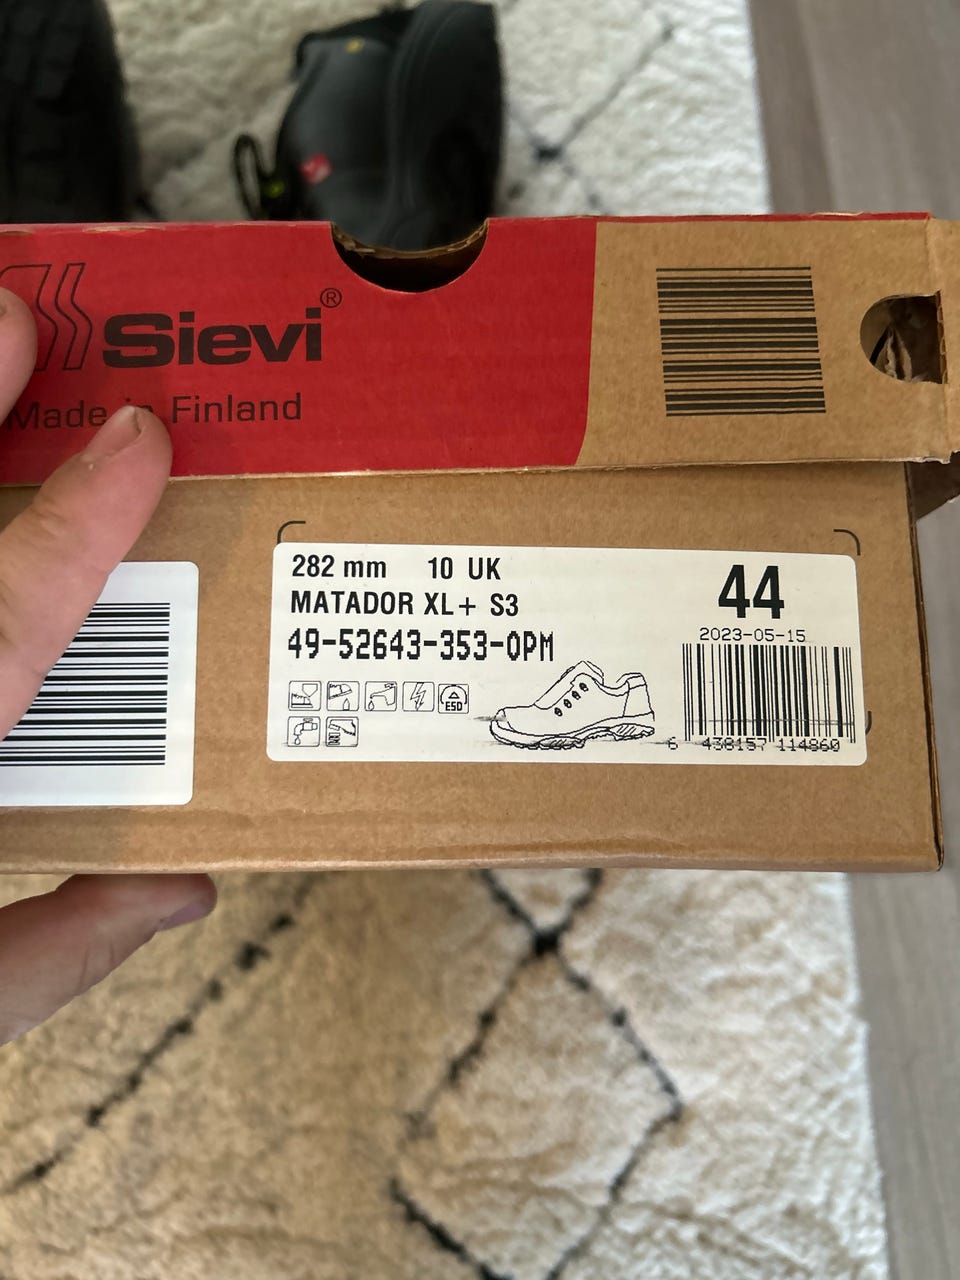 Sievi®
Made in Finland
282 mm 10 UK
MATADOR XL+ S3
49-52643-353-0PM
44
2023-05-15
ESD
6 438157 114860